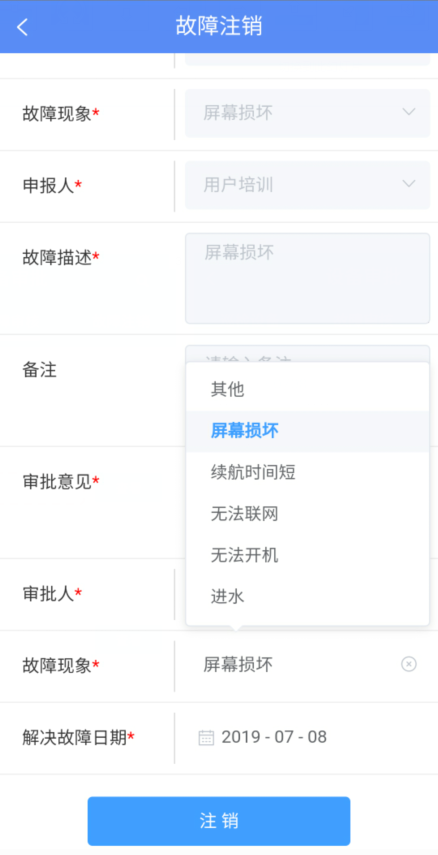 故障注销
故障现象*
屏幕损坏
申报人*
用户培训
故障描述*
屏幕损坏
备注
其他
屏幕损坏
续航时间短
无法联网
无法开机
进水
审批意见*
审批人*
故障现象*
屏幕损坏
解决故障日期*
2019 - 07 - 08
注 销